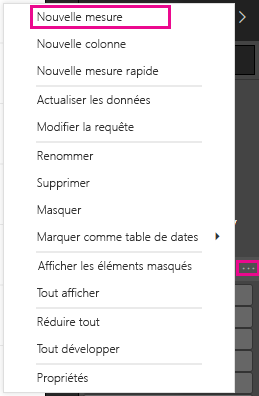 Nouvelle mesure
Nouvelle colonne
Nouvelle mesure rapide
Actualiser les données
Modifier la requête
Renommer
Supprimer
Masquer
Marquer comme table de dates
Afficher les éléments masqués
Tout afficher
Réduire tout
Tout développer
Propriétés